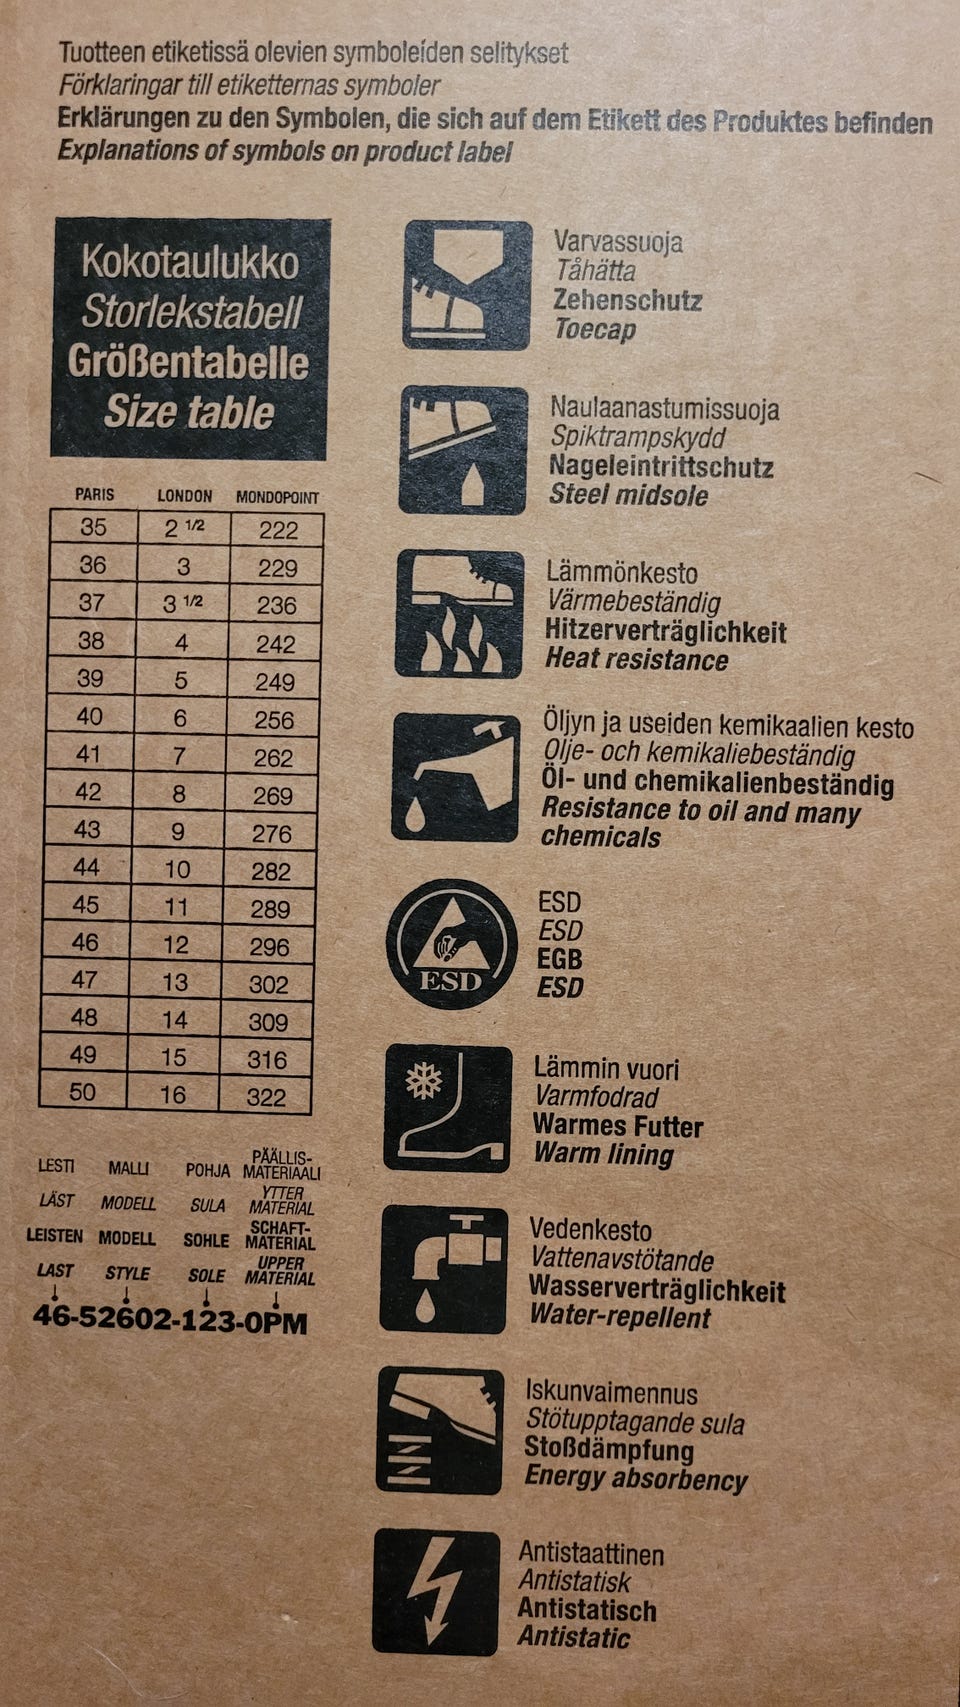 Tuotteen etiketissä olevien symboleiden selitykset
Förklaringar till etiketternas symboler
Erklärungen zu den Symbolen, die sich auf dem Etikett des Produktes befinden
Explanations of symbols on product label
Kokotaulukko
Storlekstabell
Größentabelle
Size table
PARIS LONDON MONDOPOINT
35 2 1/2 222
36 3 229
37 3 1/2 236
38 4 242
39 5 249
40 6 256
41 7 262
42 8 269
43 9 276
44 10 282
45 11 289
46 12 296
47 13 302
48 14 309
49 15 316
50 16 322
LESTI MALLI POHJA PÄÄLLIS-
MATERIAALI
LÄST MODELL SULA YTTER
MATERIAL
LEISTEN MODELL SOHLE SCHAFT-
MATERIAL
LAST STYLE SOLE UPPER
MATERIAL
46-52602-123-0PM
Varvassuoja
Tåhätta
Zehenschutz
Toecap
Naulaanastumissuoja
Spiktrampskydd
Nageleintrittschutz
Steel midsole
Lämmönkesto
Värmebeständig
Hitzerverträglichkeit
Heat resistance
Öljyn ja useiden kemikaalien kesto
Olje- och kemikaliebeständig
Öl- und chemikalienbeständig
Resistance to oil and many
chemicals
ESD
ESD
ESD
EGB
ESD
Lämmin vuori
Varmfodrad
Warmes Futter
Warm lining
Vedenkesto
Vattenavstötande
Wasserverträglichkeit
Water-repellent
Iskunvaimennus
Stötupptagande sula
Stoßdämpfung
Energy absorbency
Antistaattinen
Antistatisk
Antistatisch
Antistatic